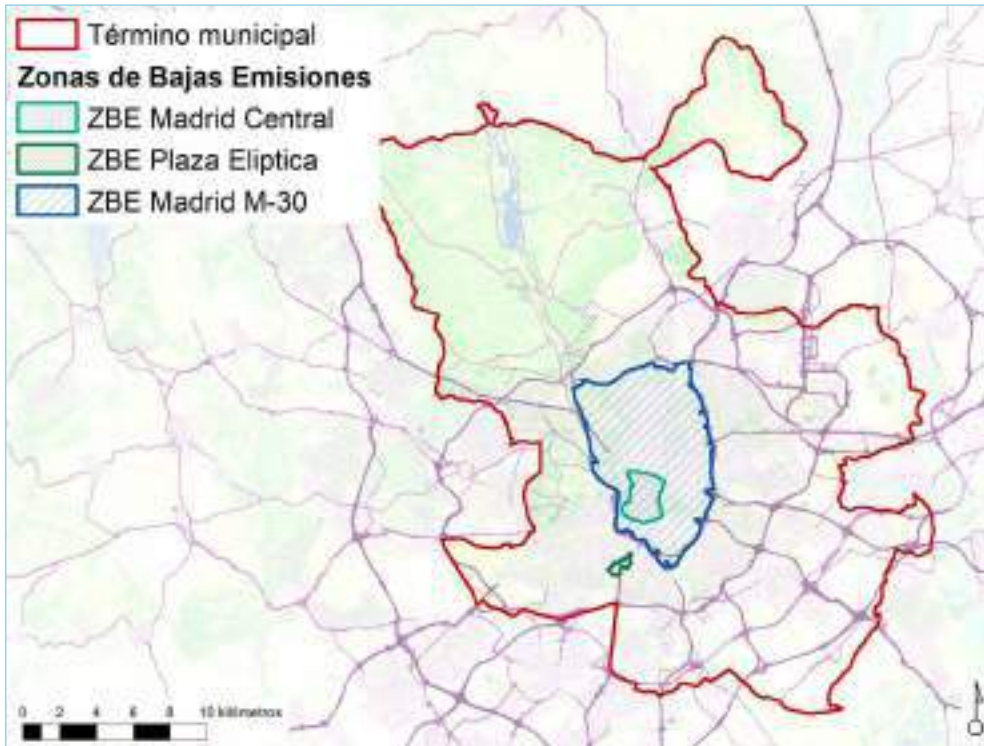 Término municipal
Zonas de Bajas Emisiones
ZBE Madrid Central
ZBE Plaza Eliptica
ZBE Madrid M-30
0 2 4 6 8 10 kilómetros